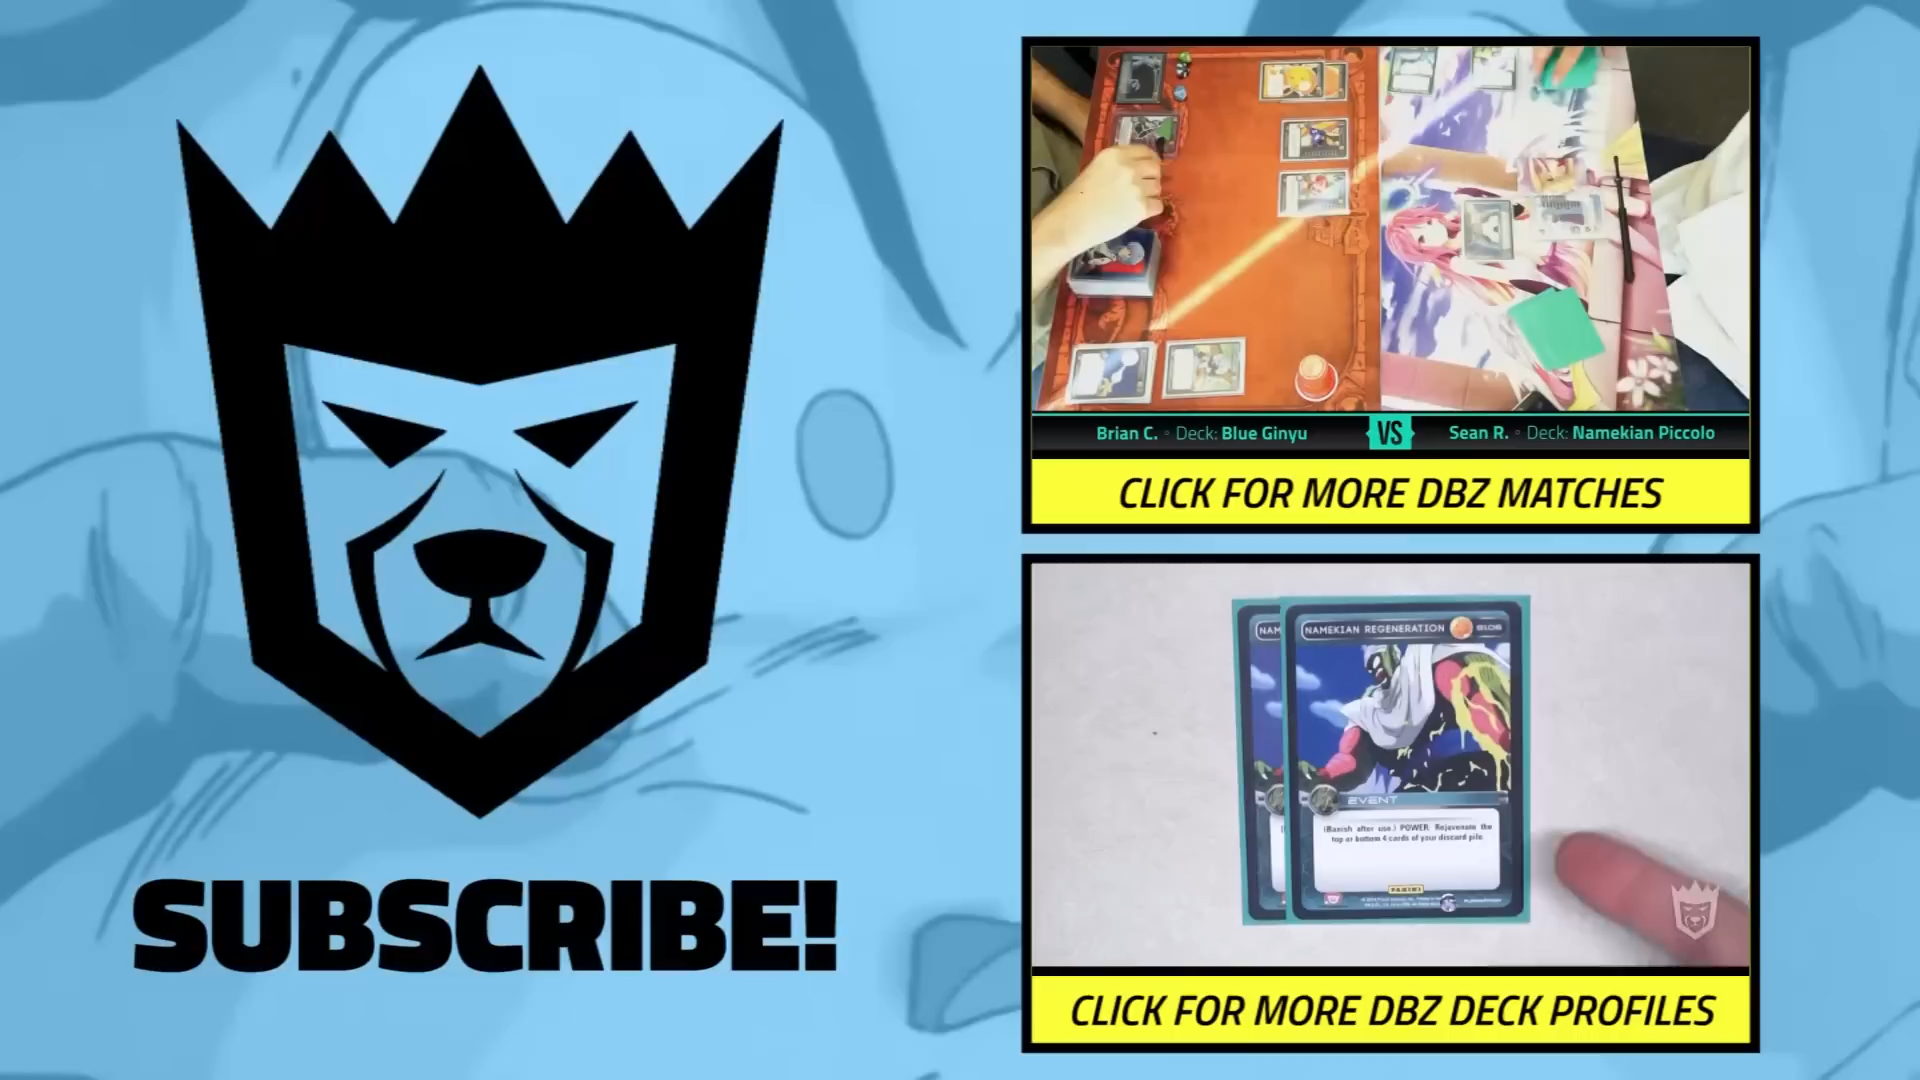 SUBSCRIBE!
Brian C. ◦ Deck: Blue Ginyu
VS
Sean R. ◦ Deck: Namekian Piccolo
CLICK FOR MORE DBZ MATCHES
NAM
NAMEKIAN REGENERATION
EVENT
(Banish after use.) POWER: Rejuvenate the
top or bottom 4 cards of your discard pile.
PANINI
CLICK FOR MORE DBZ DECK PROFILES